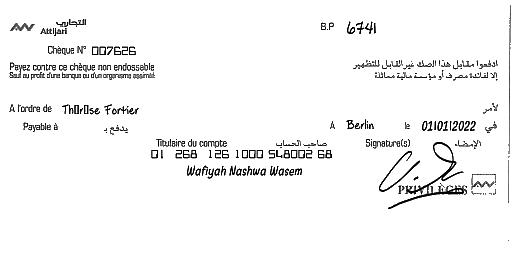 التجاري
Attijari
B.P 6741
Chèque N° 007626
Payez contre ce chèque non endossable
ادفعوا مقابل هذا الصك غير القابل للتظهير
Sauf au profit d'une banque ou d'un organisme assimilé
إلا لفائدة مصرف أو مؤسسة مالية مماثلة
A l'ordre de Th□r□se Fortier
لأمر
Payable à يدفع بـ
A Berlin le 01|01|2022 في
Titulaire du compte صاحب الحساب
Signature(s) الإمضاء
01 268 126 1000 548002 68
Wafiyah Nashwa Wasem
PRIVILÈGES